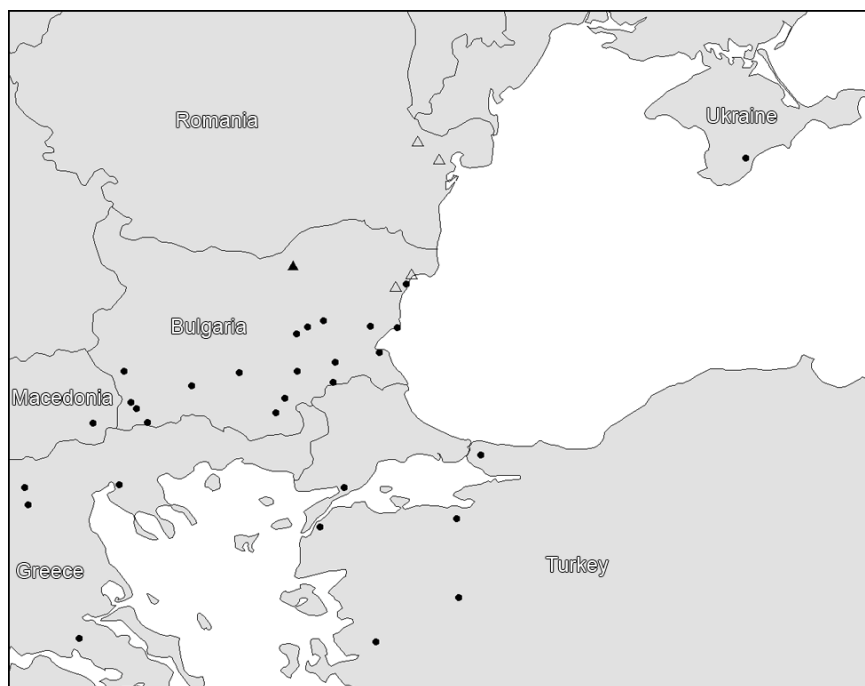 Romania
Ukraine
Bulgaria
Macedonia
Greece
Turkey